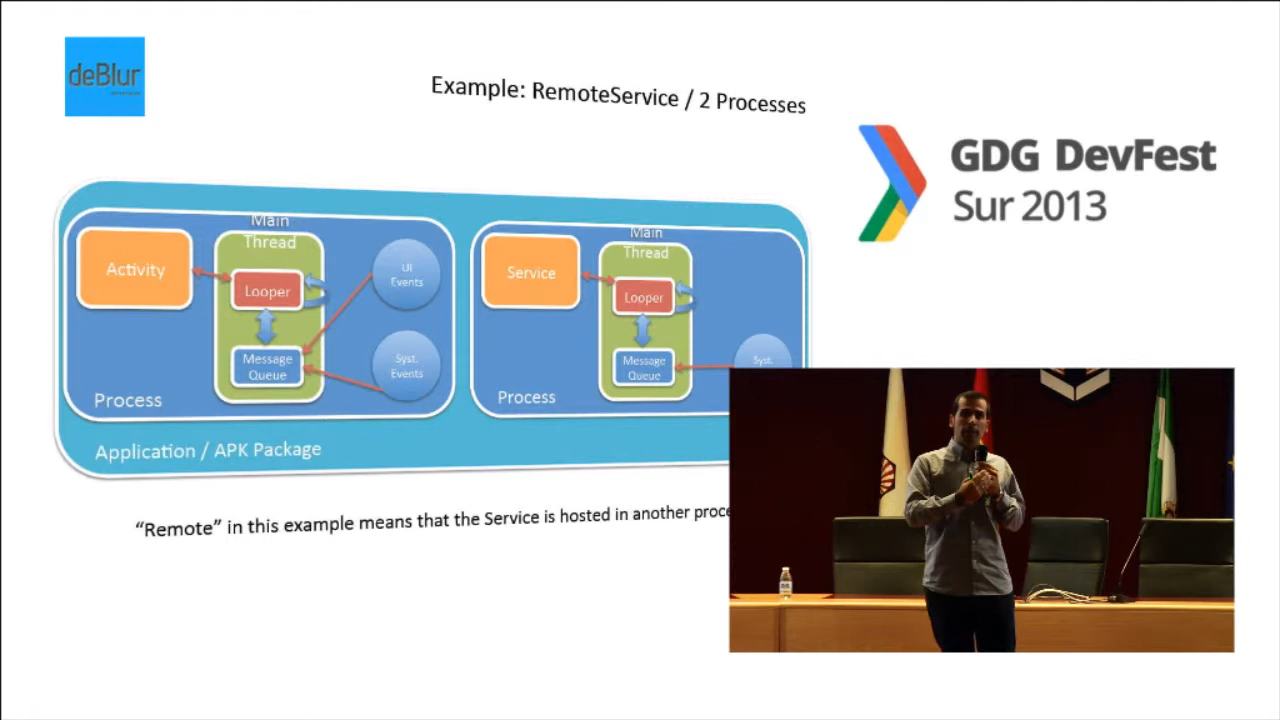 deBlur
Example: RemoteService / 2 Processes
GDG DevFest
Sur 2013
Main
Thread
Activity
Looper
UI
Events
Message
Queue
Syst.
Events
Process
Main
Thread
Service
Looper
Message
Queue
Syst.
Process
Application / APK Package
“Remote” in this example means that the Service is hosted in another proce